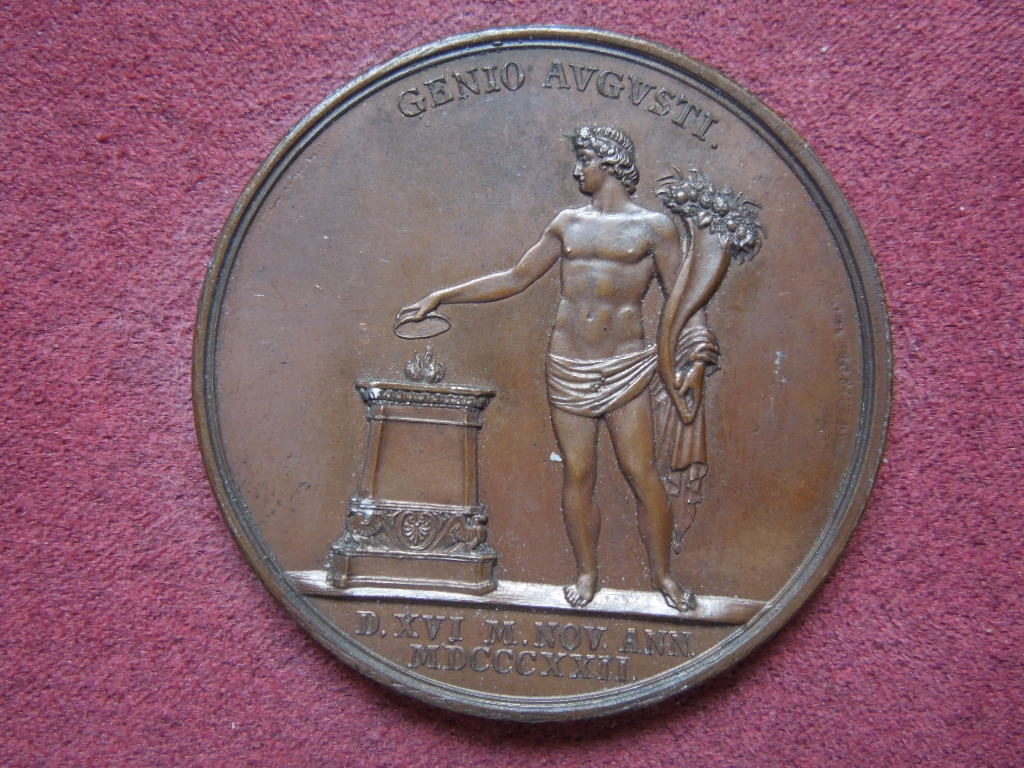 GENIO AVGVSTI.
D. XVI M. NOV. ANN.
MDCCCXXII.